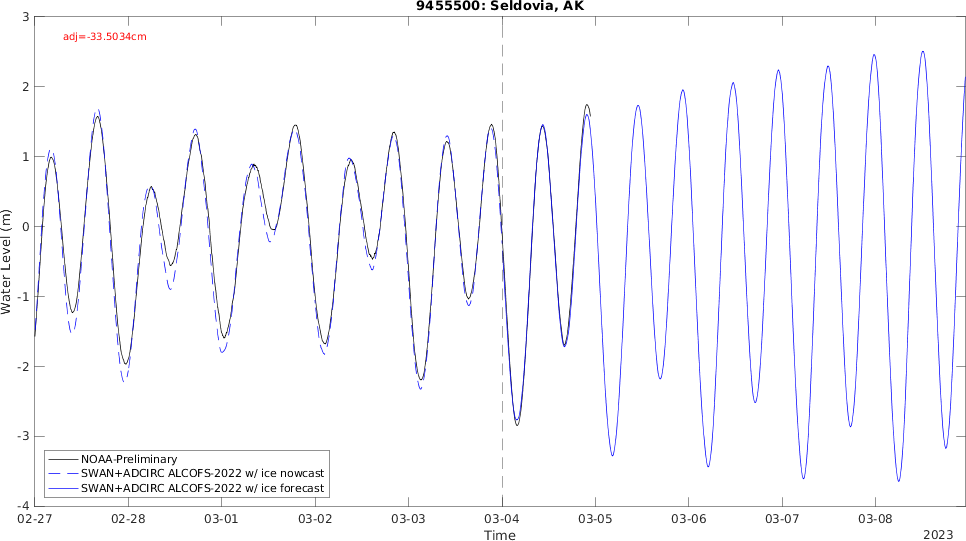 9455500: Seldovia, AK
adj=-33.5034cm
3
2
1
0
-1
-2
-3
-4
Water Level (m)
NOAA-Preliminary
SWAN+ADCIRC ALCOFS-2022 w/ ice nowcast
SWAN+ADCIRC ALCOFS-2022 w/ ice forecast
02-27 02-28 03-01 03-02 03-03 03-04 03-05 03-06 03-07 03-08
Time
2023